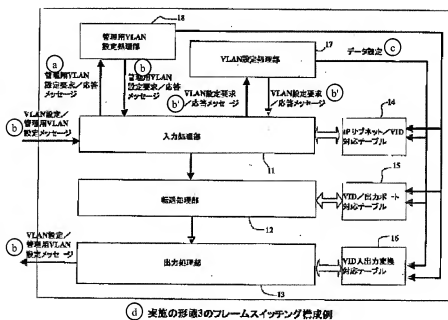 18
管理用VLAN
設定処理部
17
VLAN設定処理部
データ設定 c
a
管理用VLAN
設定要求/応答
メッセージ
b
管理用VLAN
設定要求/応答
メッセージ
b' VLAN設定要求
/応答メッセージ
VLAN設定要求 b'
/応答メッセージ
b
VLAN設定/
管理用VLAN
設定メッセージ
入力処理部
11
14
IPサブネット/VID
対応テーブル
転送処理部
12
15
VID/出力ポート
対応テーブル
b
VLAN設定/
管理用VLAN
設定メッセージ
出力処理部
13
16
VID入出力変換
対応テーブル
d 実施の形態3のフレームスイッチング構成例